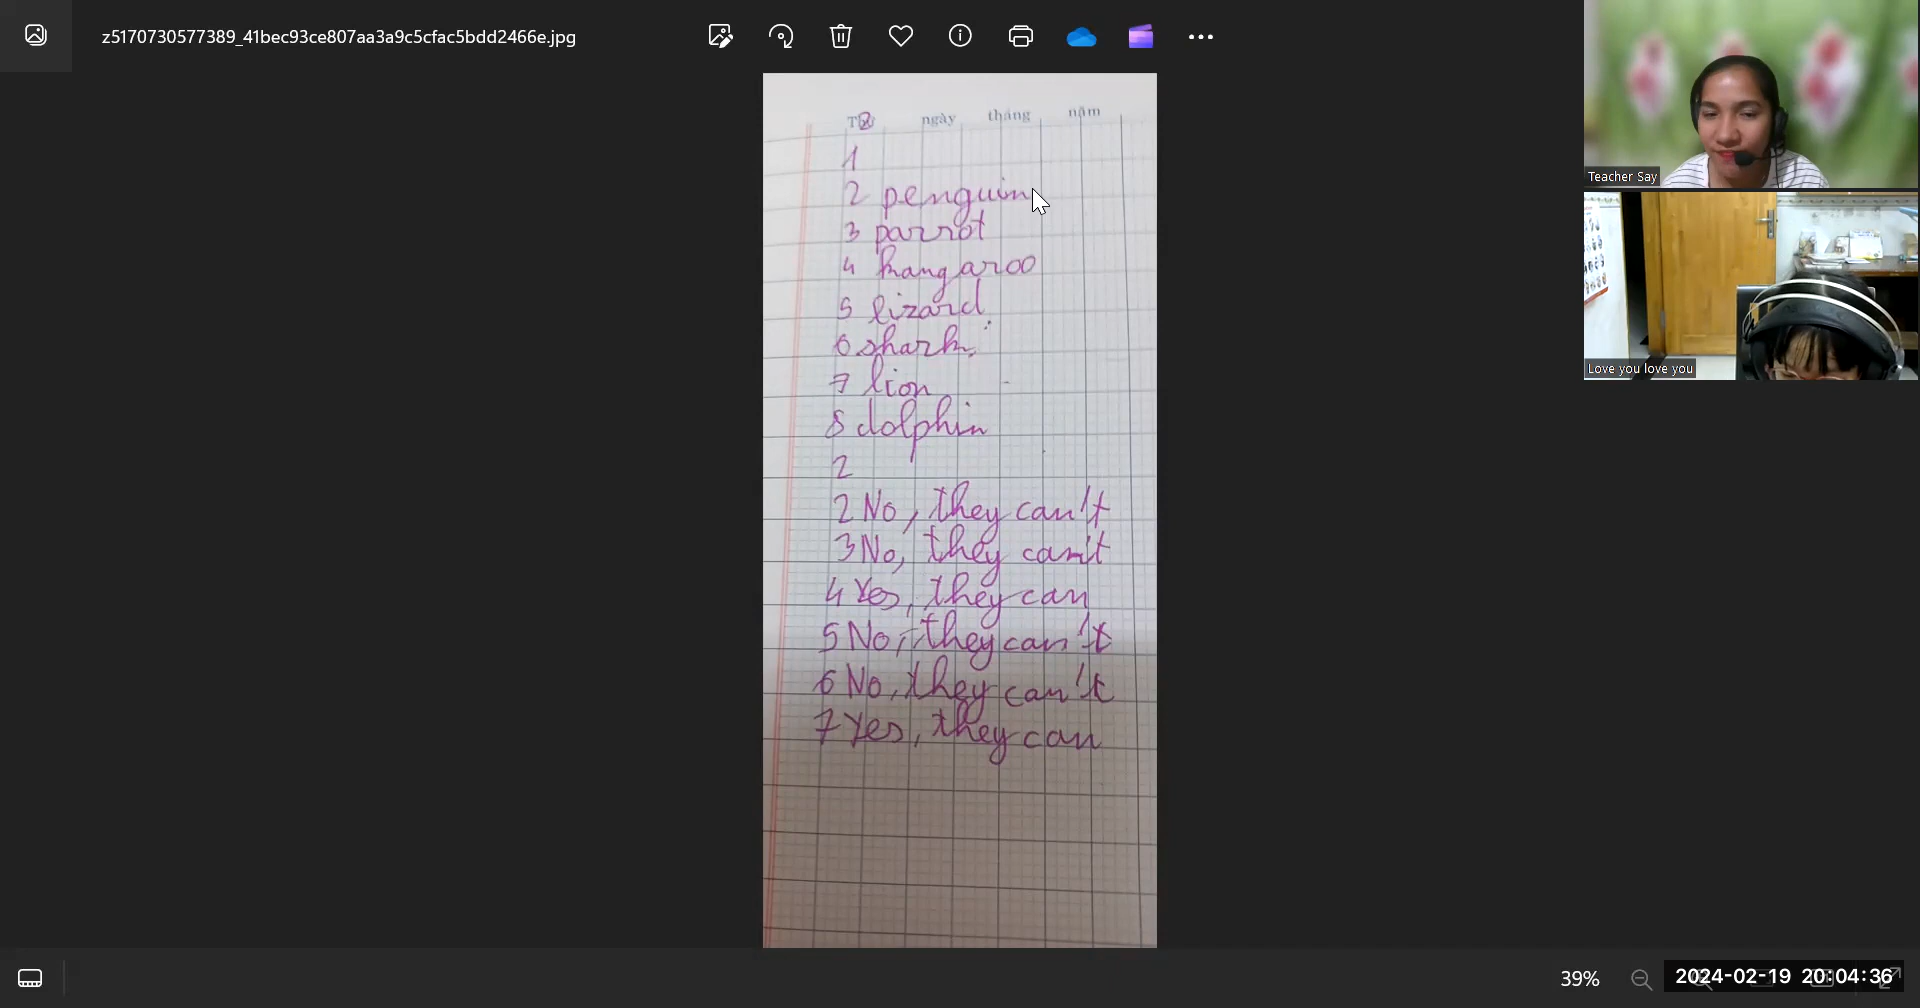 z5170730577389_41bec93ce807aa3a9c5cfac5bdd2466e.jpg
Thứ ngày tháng năm
1
2 penguin
3 parrot
4 kangaroo
5 lizard
6 shark
7 lion
8 dolphin
2
2 No, they can't
3 No, they can't
4 Yes, they can
5 No, they can't
6 No, they can't
7 Yes, they can
Teacher Say
Love you love you
39%
2024-02-19 20:04:36